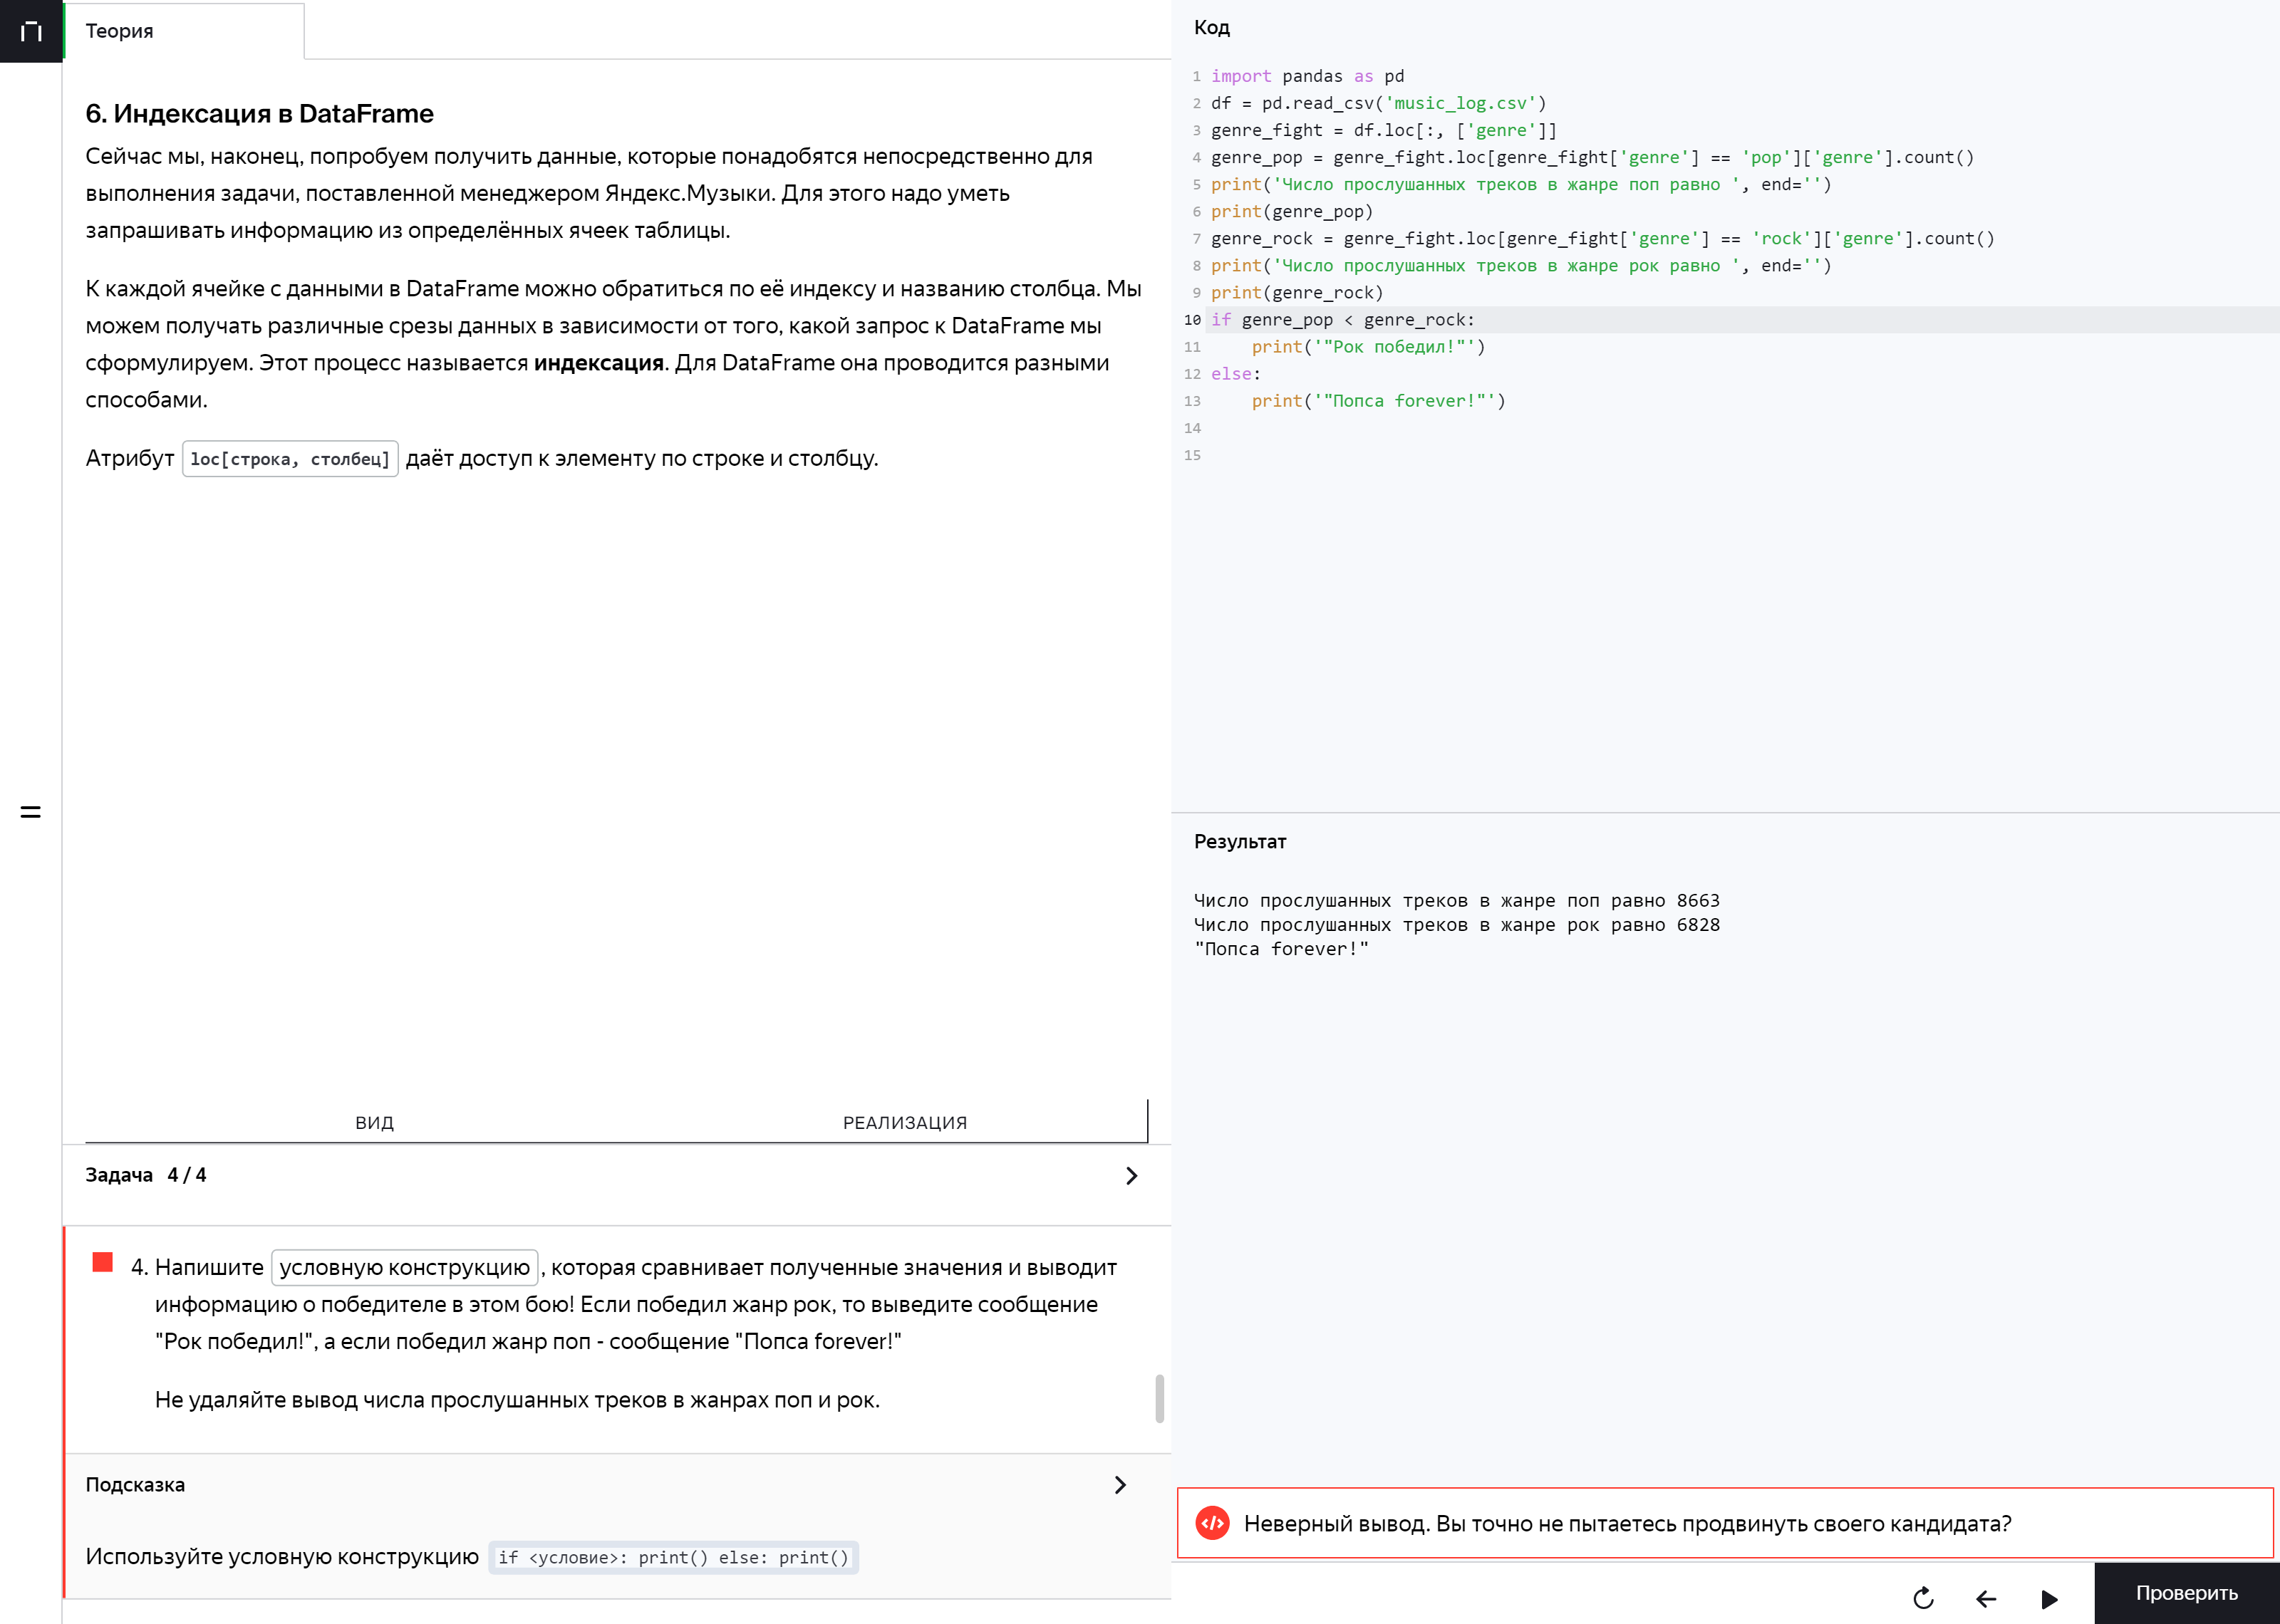 Теория
6. Индексация в DataFrame
Сейчас мы, наконец, попробуем получить данные, которые понадобятся непосредственно для
выполнения задачи, поставленной менеджером Яндекс.Музыки. Для этого надо уметь
запрашивать информацию из определённых ячеек таблицы.
К каждой ячейке с данными в DataFrame можно обратиться по её индексу и названию столбца. Мы
можем получать различные срезы данных в зависимости от того, какой запрос к DataFrame мы
сформулируем. Этот процесс называется индексация. Для DataFrame она проводится разными
способами.
Атрибут loc[строка, столбец] даёт доступ к элементу по строке и столбцу.
ВИД РЕАЛИЗАЦИЯ
Задача 4 / 4
4. Напишите условную конструкцию, которая сравнивает полученные значения и выводит
информацию о победителе в этом бою! Если победил жанр рок, то выведите сообщение
"Рок победил!", а если победил жанр поп - сообщение "Попса forever!"
Не удаляйте вывод числа прослушанных треков в жанрах поп и рок.
Подсказка
Используйте условную конструкцию if <условие>: print() else: print()
Код
1 import pandas as pd
2 df = pd.read_csv('music_log.csv')
3 genre_fight = df.loc[:, ['genre']]
4 genre_pop = genre_fight.loc[genre_fight['genre'] == 'pop']['genre'].count()
5 print('Число прослушанных треков в жанре поп равно ', end='')
6 print(genre_pop)
7 genre_rock = genre_fight.loc[genre_fight['genre'] == 'rock']['genre'].count()
8 print('Число прослушанных треков в жанре рок равно ', end='')
9 print(genre_rock)
10 if genre_pop < genre_rock:
11     print('"Рок победил!"')
12 else:
13     print('"Попса forever!"')
14
15
Результат
Число прослушанных треков в жанре поп равно 8663
Число прослушанных треков в жанре рок равно 6828
"Попса forever!"
</> Неверный вывод. Вы точно не пытаетесь продвинуть своего кандидата?
Проверить